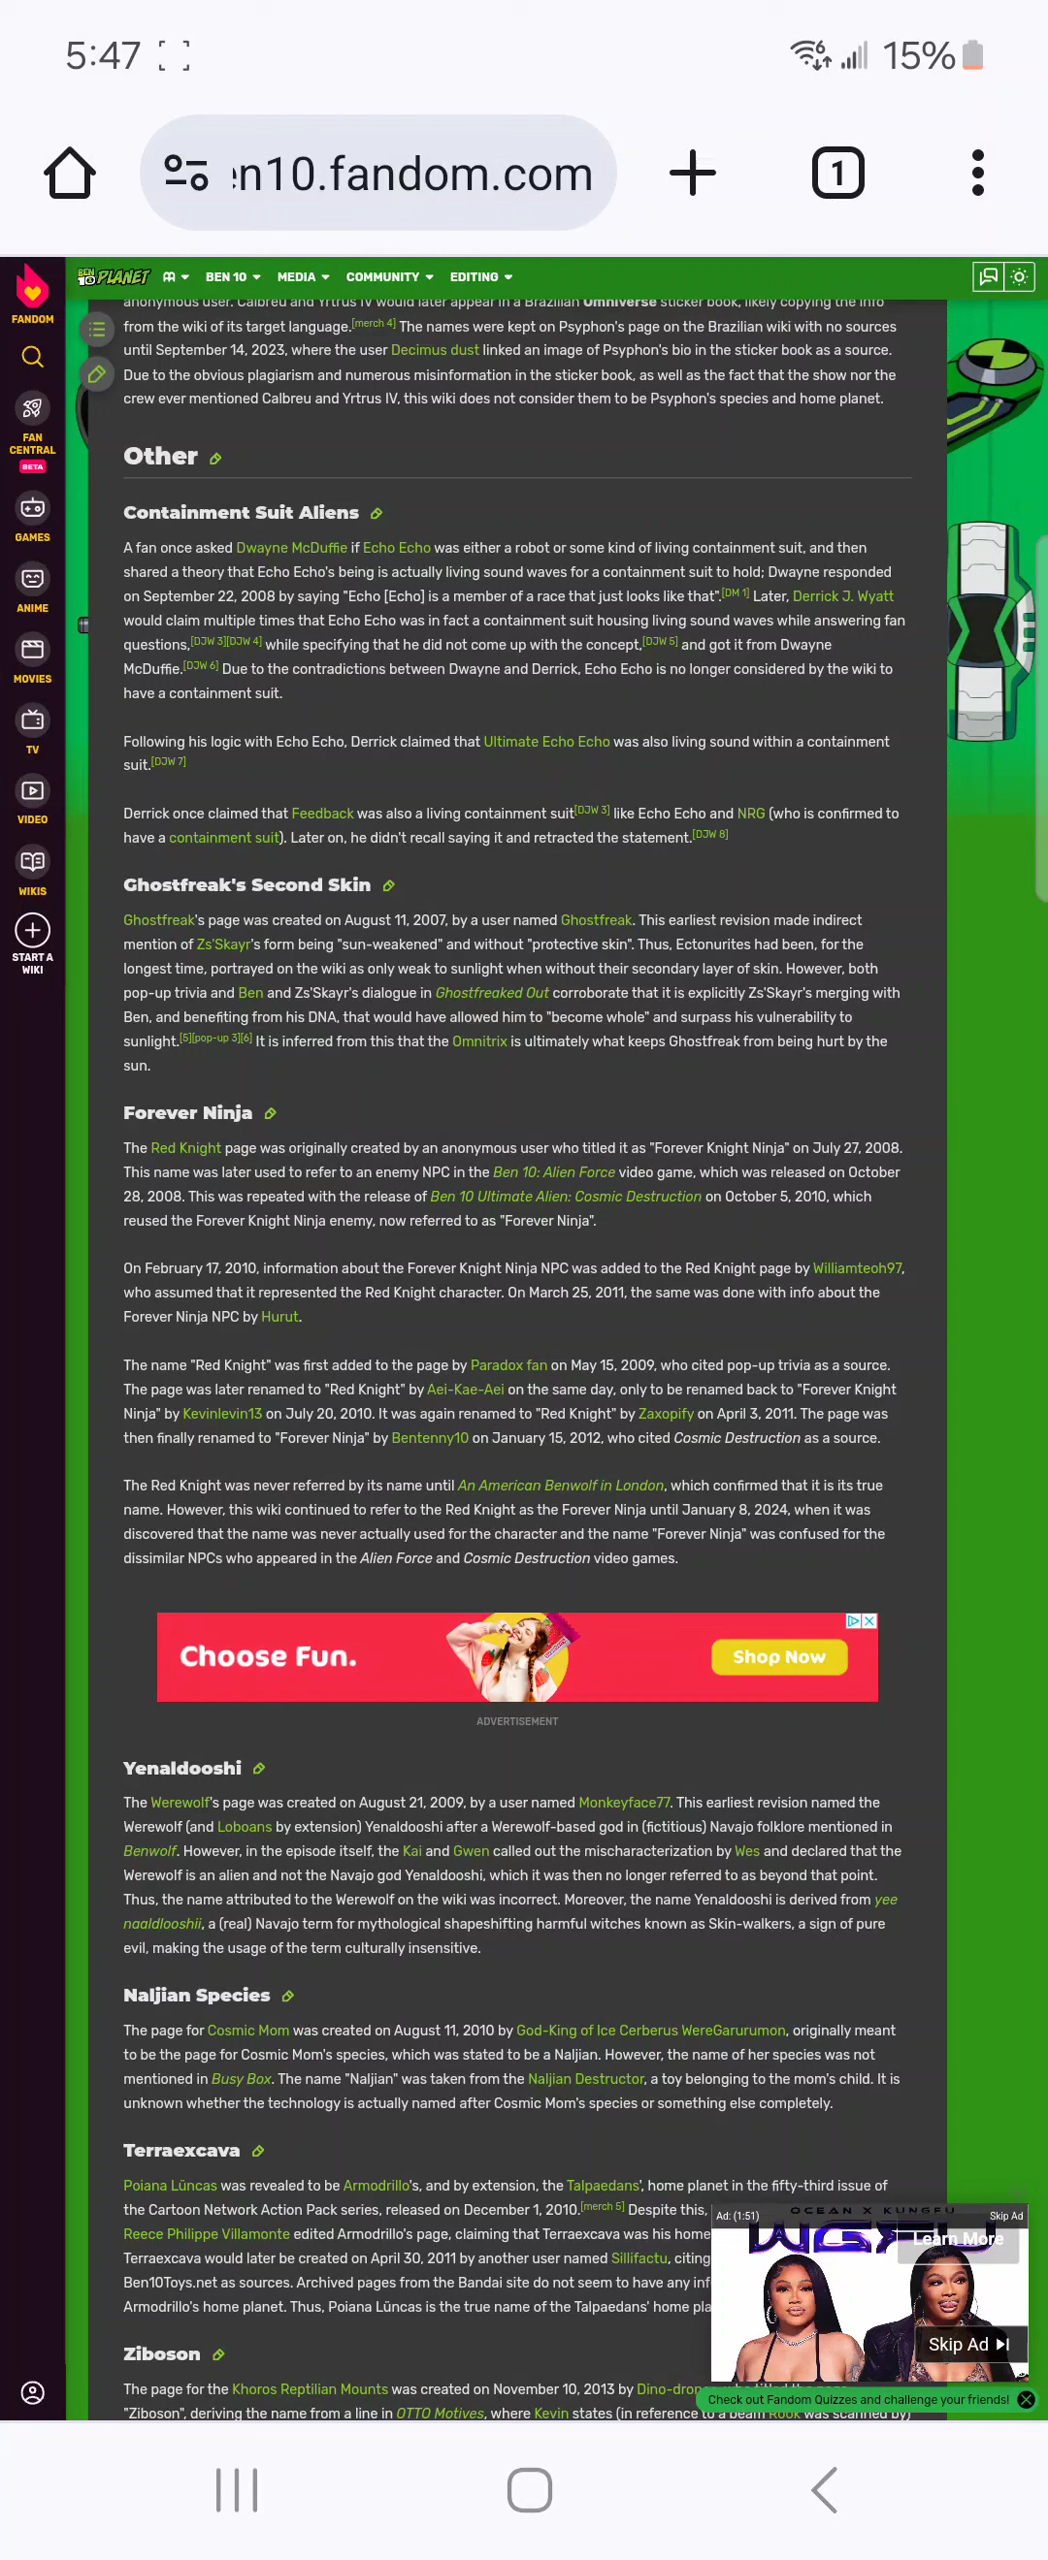 5:47
15%
en10.fandom.com
1
BEN 10 PLANET
BEN 10
MEDIA
COMMUNITY
EDITING
FANDOM
FAN CENTRAL
BETA
GAMES
ANIME
MOVIES
TV
VIDEO
WIKIS
START A WIKI
anonymous user. Calbreu and Yrtrus IV would later appear in a Brazilian Omniverse sticker book, likely copying the info
from the wiki of its target language.[merch 4] The names were kept on Psyphon's page on the Brazilian wiki with no sources
until September 14, 2023, where the user Decimus dust linked an image of Psyphon's bio in the sticker book as a source.
Due to the obvious plagiarism and numerous misinformation in the sticker book, as well as the fact that the show nor the
crew ever mentioned Calbreu and Yrtrus IV, this wiki does not consider them to be Psyphon's species and home planet.
Other
Containment Suit Aliens
A fan once asked Dwayne McDuffie if Echo Echo was either a robot or some kind of living containment suit, and then
shared a theory that Echo Echo's being is actually living sound waves for a containment suit to hold; Dwayne responded
on September 22, 2008 by saying "Echo [Echo] is a member of a race that just looks like that".[DM 1] Later, Derrick J. Wyatt
would claim multiple times that Echo Echo was in fact a containment suit housing living sound waves while answering fan
questions,[DJW 3][DJW 4] while specifying that he did not come up with the concept,[DJW 5] and got it from Dwayne
McDuffie.[DJW 6] Due to the contradictions between Dwayne and Derrick, Echo Echo is no longer considered by the wiki to
have a containment suit.
Following his logic with Echo Echo, Derrick claimed that Ultimate Echo Echo was also living sound within a containment
suit.[DJW 7]
Derrick once claimed that Feedback was also a living containment suit[DJW 3] like Echo Echo and NRG (who is confirmed to
have a containment suit). Later on, he didn't recall saying it and retracted the statement.[DJW 8]
Ghostfreak's Second Skin
Ghostfreak's page was created on August 11, 2007, by a user named Ghostfreak. This earliest revision made indirect
mention of Zs'Skayr's form being "sun-weakened" and without "protective skin". Thus, Ectonurites had been, for the
longest time, portrayed on the wiki as only weak to sunlight when without their secondary layer of skin. However, both
pop-up trivia and Ben and Zs'Skayr's dialogue in Ghostfreaked Out corroborate that it is explicitly Zs'Skayr's merging with
Ben, and benefiting from his DNA, that would have allowed him to "become whole" and surpass his vulnerability to
sunlight.[5][pop-up 3][6] It is inferred from this that the Omnitrix is ultimately what keeps Ghostfreak from being hurt by the
sun.
Forever Ninja
The Red Knight page was originally created by an anonymous user who titled it as "Forever Knight Ninja" on July 27, 2008.
This name was later used to refer to an enemy NPC in the Ben 10: Alien Force video game, which was released on October
28, 2008. This was repeated with the release of Ben 10 Ultimate Alien: Cosmic Destruction on October 5, 2010, which
reused the Forever Knight Ninja enemy, now referred to as "Forever Ninja".
On February 17, 2010, information about the Forever Knight Ninja NPC was added to the Red Knight page by Williamteoh97,
who assumed that it represented the Red Knight character. On March 25, 2011, the same was done with info about the
Forever Ninja NPC by Hurut.
The name "Red Knight" was first added to the page by Paradox fan on May 15, 2009, who cited pop-up trivia as a source.
The page was later renamed to "Red Knight" by Aei-Kae-Aei on the same day, only to be renamed back to "Forever Knight
Ninja" by Kevinlevin13 on July 20, 2010. It was again renamed to "Red Knight" by Zaxopify on April 3, 2011. The page was
then finally renamed to "Forever Ninja" by Bentenny10 on January 15, 2012, who cited Cosmic Destruction as a source.
The Red Knight was never referred by its name until An American Benwolf in London, which confirmed that it is its true
name. However, this wiki continued to refer to the Red Knight as the Forever Ninja until January 8, 2024, when it was
discovered that the name was never actually used for the character and the name "Forever Ninja" was confused for the
dissimilar NPCs who appeared in the Alien Force and Cosmic Destruction video games.
Choose Fun.
Shop Now
ADVERTISEMENT
Yenaldooshi
The Werewolf's page was created on August 21, 2009, by a user named Monkeyface77. This earliest revision named the
Werewolf (and Loboans by extension) Yenaldooshi after a Werewolf-based god in (fictitious) Navajo folklore mentioned in
Benwolf. However, in the episode itself, the Kai and Gwen called out the mischaracterization by Wes and declared that the
Werewolf is an alien and not the Navajo god Yenaldooshi, which it was then no longer referred to as beyond that point.
Thus, the name attributed to the Werewolf on the wiki was incorrect. Moreover, the name Yenaldooshi is derived from yee
naaldlooshii, a (real) Navajo term for mythological shapeshifting harmful witches known as Skin-walkers, a sign of pure
evil, making the usage of the term culturally insensitive.
Naljian Species
The page for Cosmic Mom was created on August 11, 2010 by God-King of Ice Cerberus WereGarurumon, originally meant
to be the page for Cosmic Mom's species, which was stated to be a Naljian. However, the name of her species was not
mentioned in Busy Box. The name "Naljian" was taken from the Naljian Destructor, a toy belonging to the mom's child. It is
unknown whether the technology is actually named after Cosmic Mom's species or something else completely.
Terraexcava
Poiana Lüncas was revealed to be Armodrillo's, and by extension, the Talpaedans', home planet in the fifty-third issue of
the Cartoon Network Action Pack series, released on December 1, 2010.[merch 5] Despite this,
Reece Philippe Villamonte edited Armodrillo's page, claiming that Terraexcava was his home
Terraexcava would later be created on April 30, 2011 by another user named Sillifactu, citing
Ben10Toys.net as sources. Archived pages from the Bandai site do not seem to have any inf
Armodrillo's home planet. Thus, Poiana Lüncas is the true name of the Talpaedans' home pla
Ad: (1:51)
Skip Ad
OCEAN X KUNGFU
Learn More
Skip Ad
Ziboson
The page for the Khoros Reptilian Mounts was created on November 10, 2013 by Dino-drop
"Ziboson", deriving the name from a line in OTTO Motives, where Kevin states (in reference to a beam Rook was scanned by)
Check out Fandom Quizzes and challenge your friends!